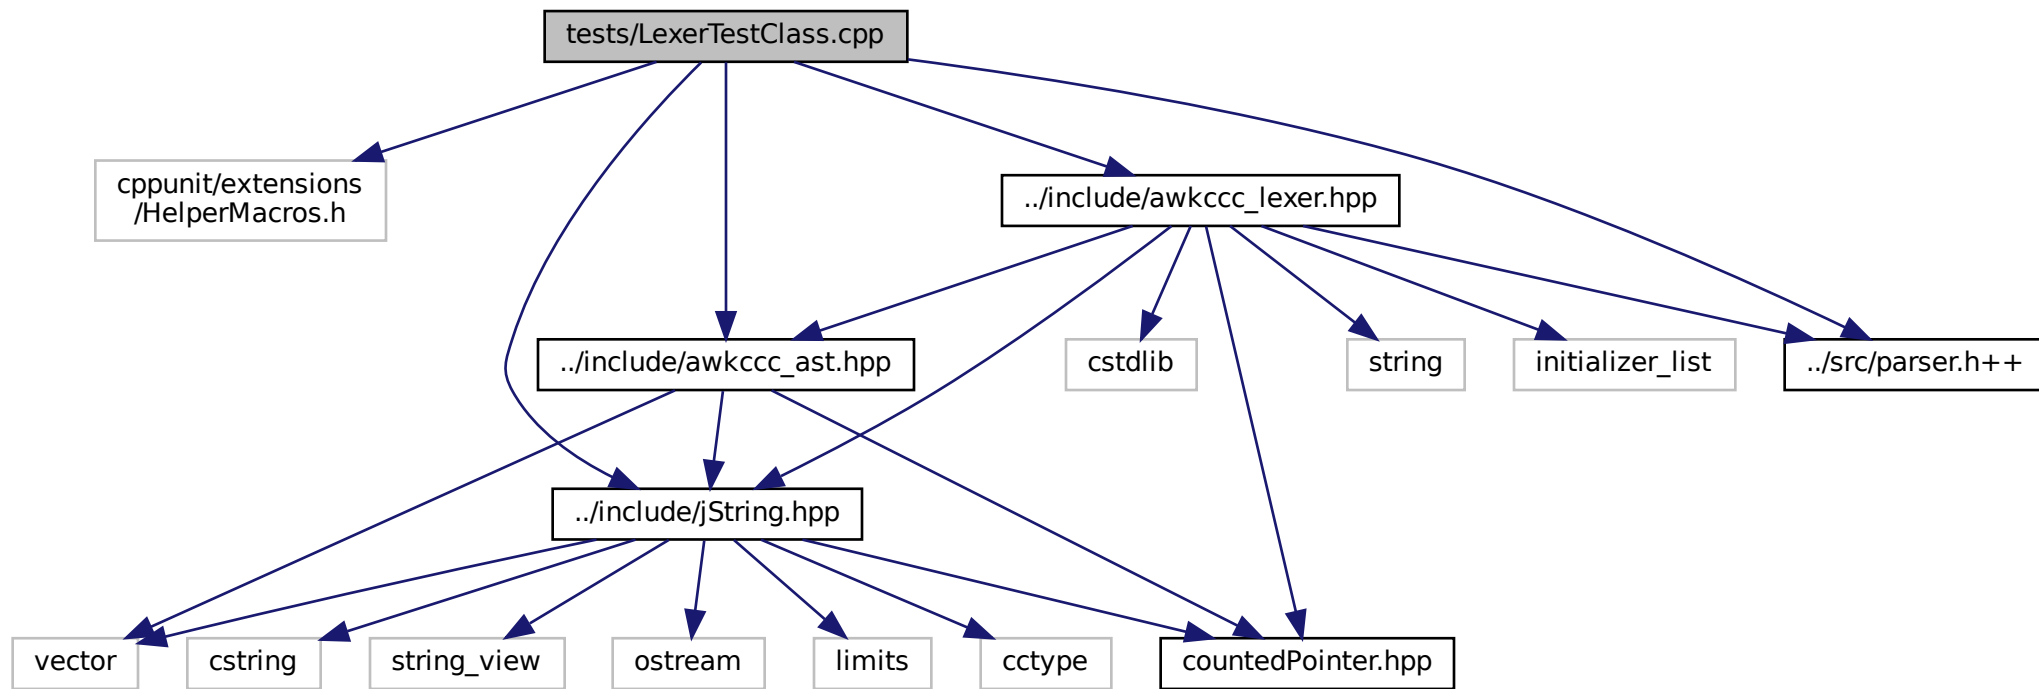 tests/LexerTestClass.cpp
cppunit/extensions
/HelperMacros.h
../include/awkccc_lexer.hpp
../include/awkccc_ast.hpp
cstdlib
string
initializer_list
../src/parser.h++
../include/jString.hpp
vector
cstring
string_view
ostream
limits
cctype
countedPointer.hpp